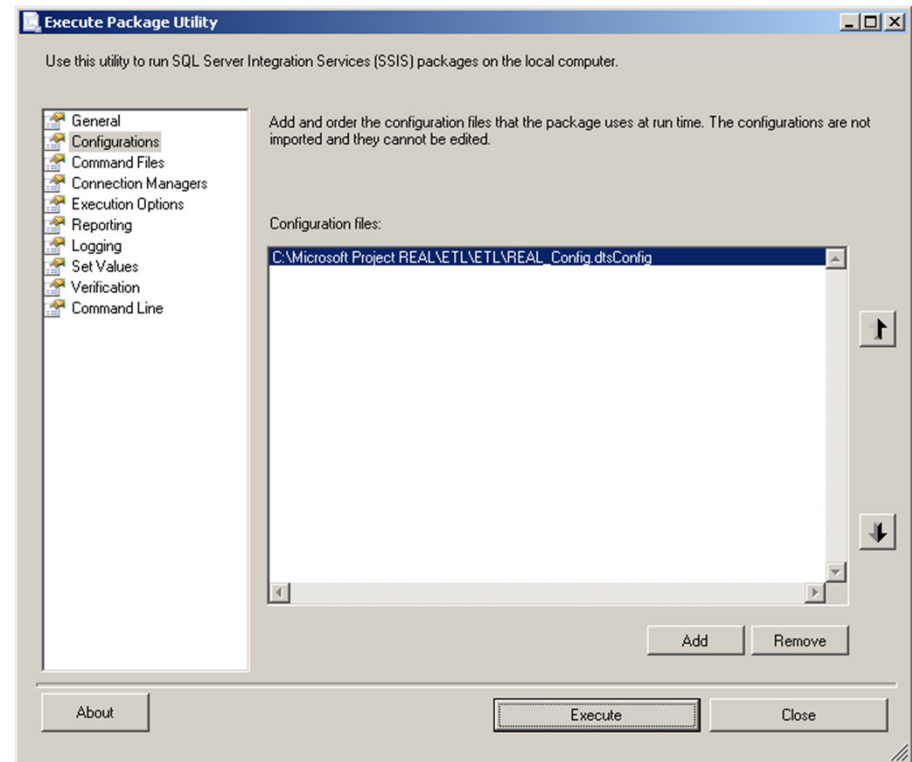 Execute Package Utility
Use this utility to run SQL Server Integration Services (SSIS) packages on the local computer.
General
Configurations
Command Files
Connection Managers
Execution Options
Reporting
Logging
Set Values
Verification
Command Line
Add and order the configuration files that the package uses at run time. The configurations are not
imported and they cannot be edited.
Configuration files:
C:\Microsoft Project REAL\ETL\ETL\REAL_Config.dtsConfig
Add
Remove
About
Execute
Close